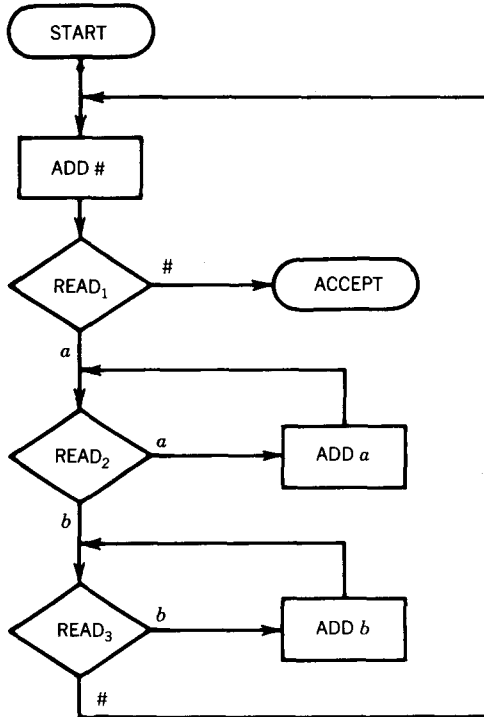 START
ADD #
READ₁
#
ACCEPT
a
READ₂
a
ADD a
b
READ₃
b
ADD b
#